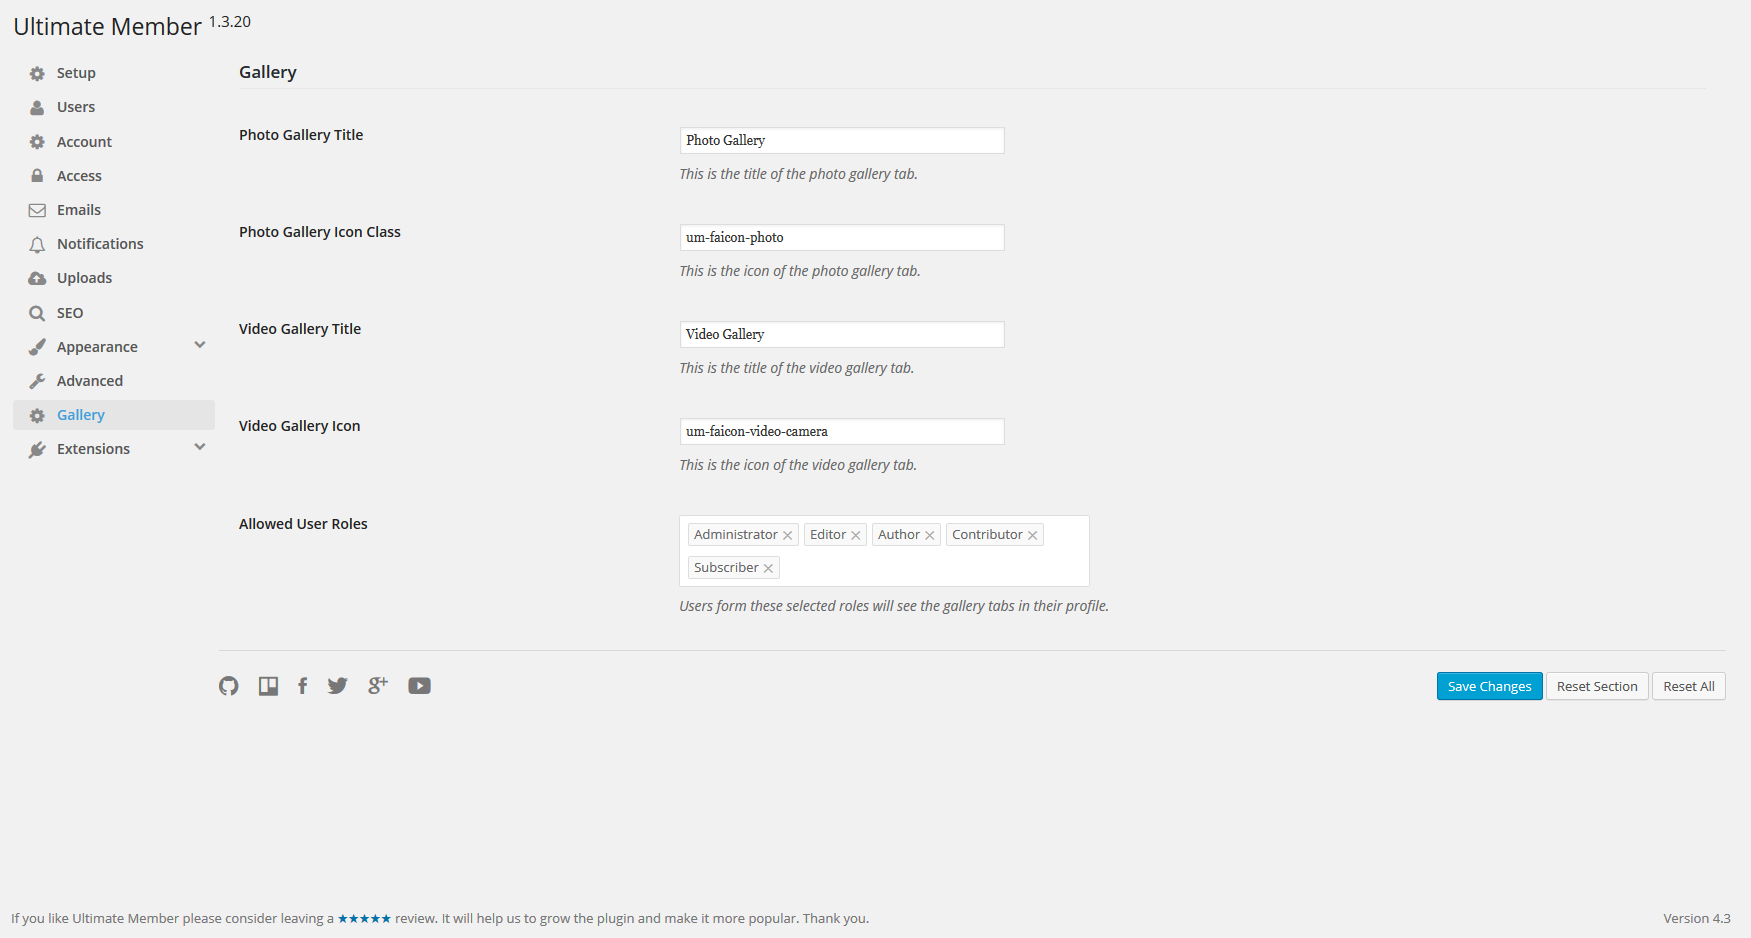 Ultimate Member 1.3.20
Setup
Users
Account
Access
Emails
Notifications
Uploads
SEO
Appearance
Advanced
Gallery
Extensions
Gallery
Photo Gallery Title
Photo Gallery
This is the title of the photo gallery tab.
Photo Gallery Icon Class
um-faicon-photo
This is the icon of the photo gallery tab.
Video Gallery Title
Video Gallery
This is the title of the video gallery tab.
Video Gallery Icon
um-faicon-video-camera
This is the icon of the video gallery tab.
Allowed User Roles
Administrator × Editor × Author × Contributor ×
Subscriber ×
Users form these selected roles will see the gallery tabs in their profile.
Save Changes Reset Section Reset All
If you like Ultimate Member please consider leaving a ★★★★★ review. It will help us to grow the plugin and make it more popular. Thank you.
Version 4.3